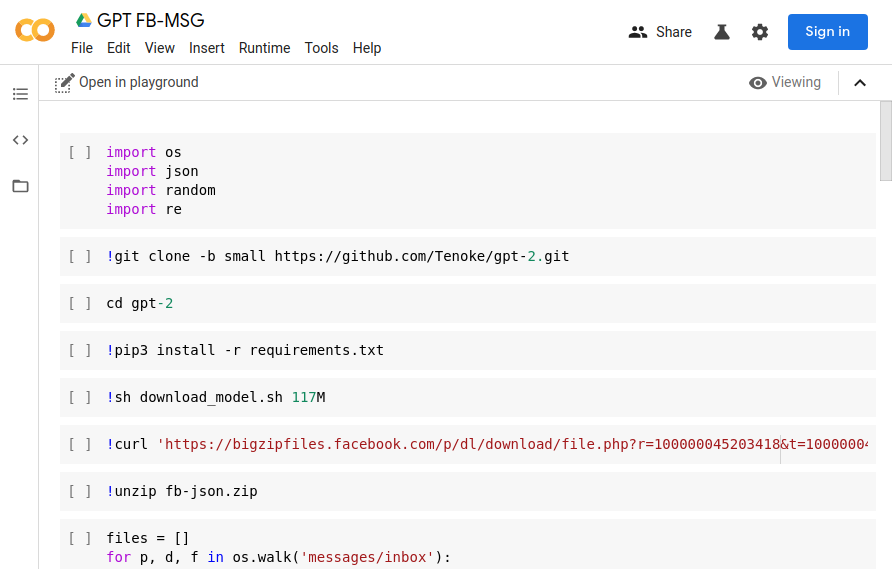 GPT FB-MSG
File Edit View Insert Runtime Tools Help
Share
Sign in
Open in playground
Viewing
[ ] import os
import json
import random
import re
[ ] !git clone -b small https://github.com/Tenoke/gpt-2.git
[ ] cd gpt-2
[ ] !pip3 install -r requirements.txt
[ ] !sh download_model.sh 117M
[ ] !curl 'https://bigzipfiles.facebook.com/p/dl/download/file.php?r=100000045203418&t=1000000
[ ] !unzip fb-json.zip
[ ] files = []
for p, d, f in os.walk('messages/inbox'):